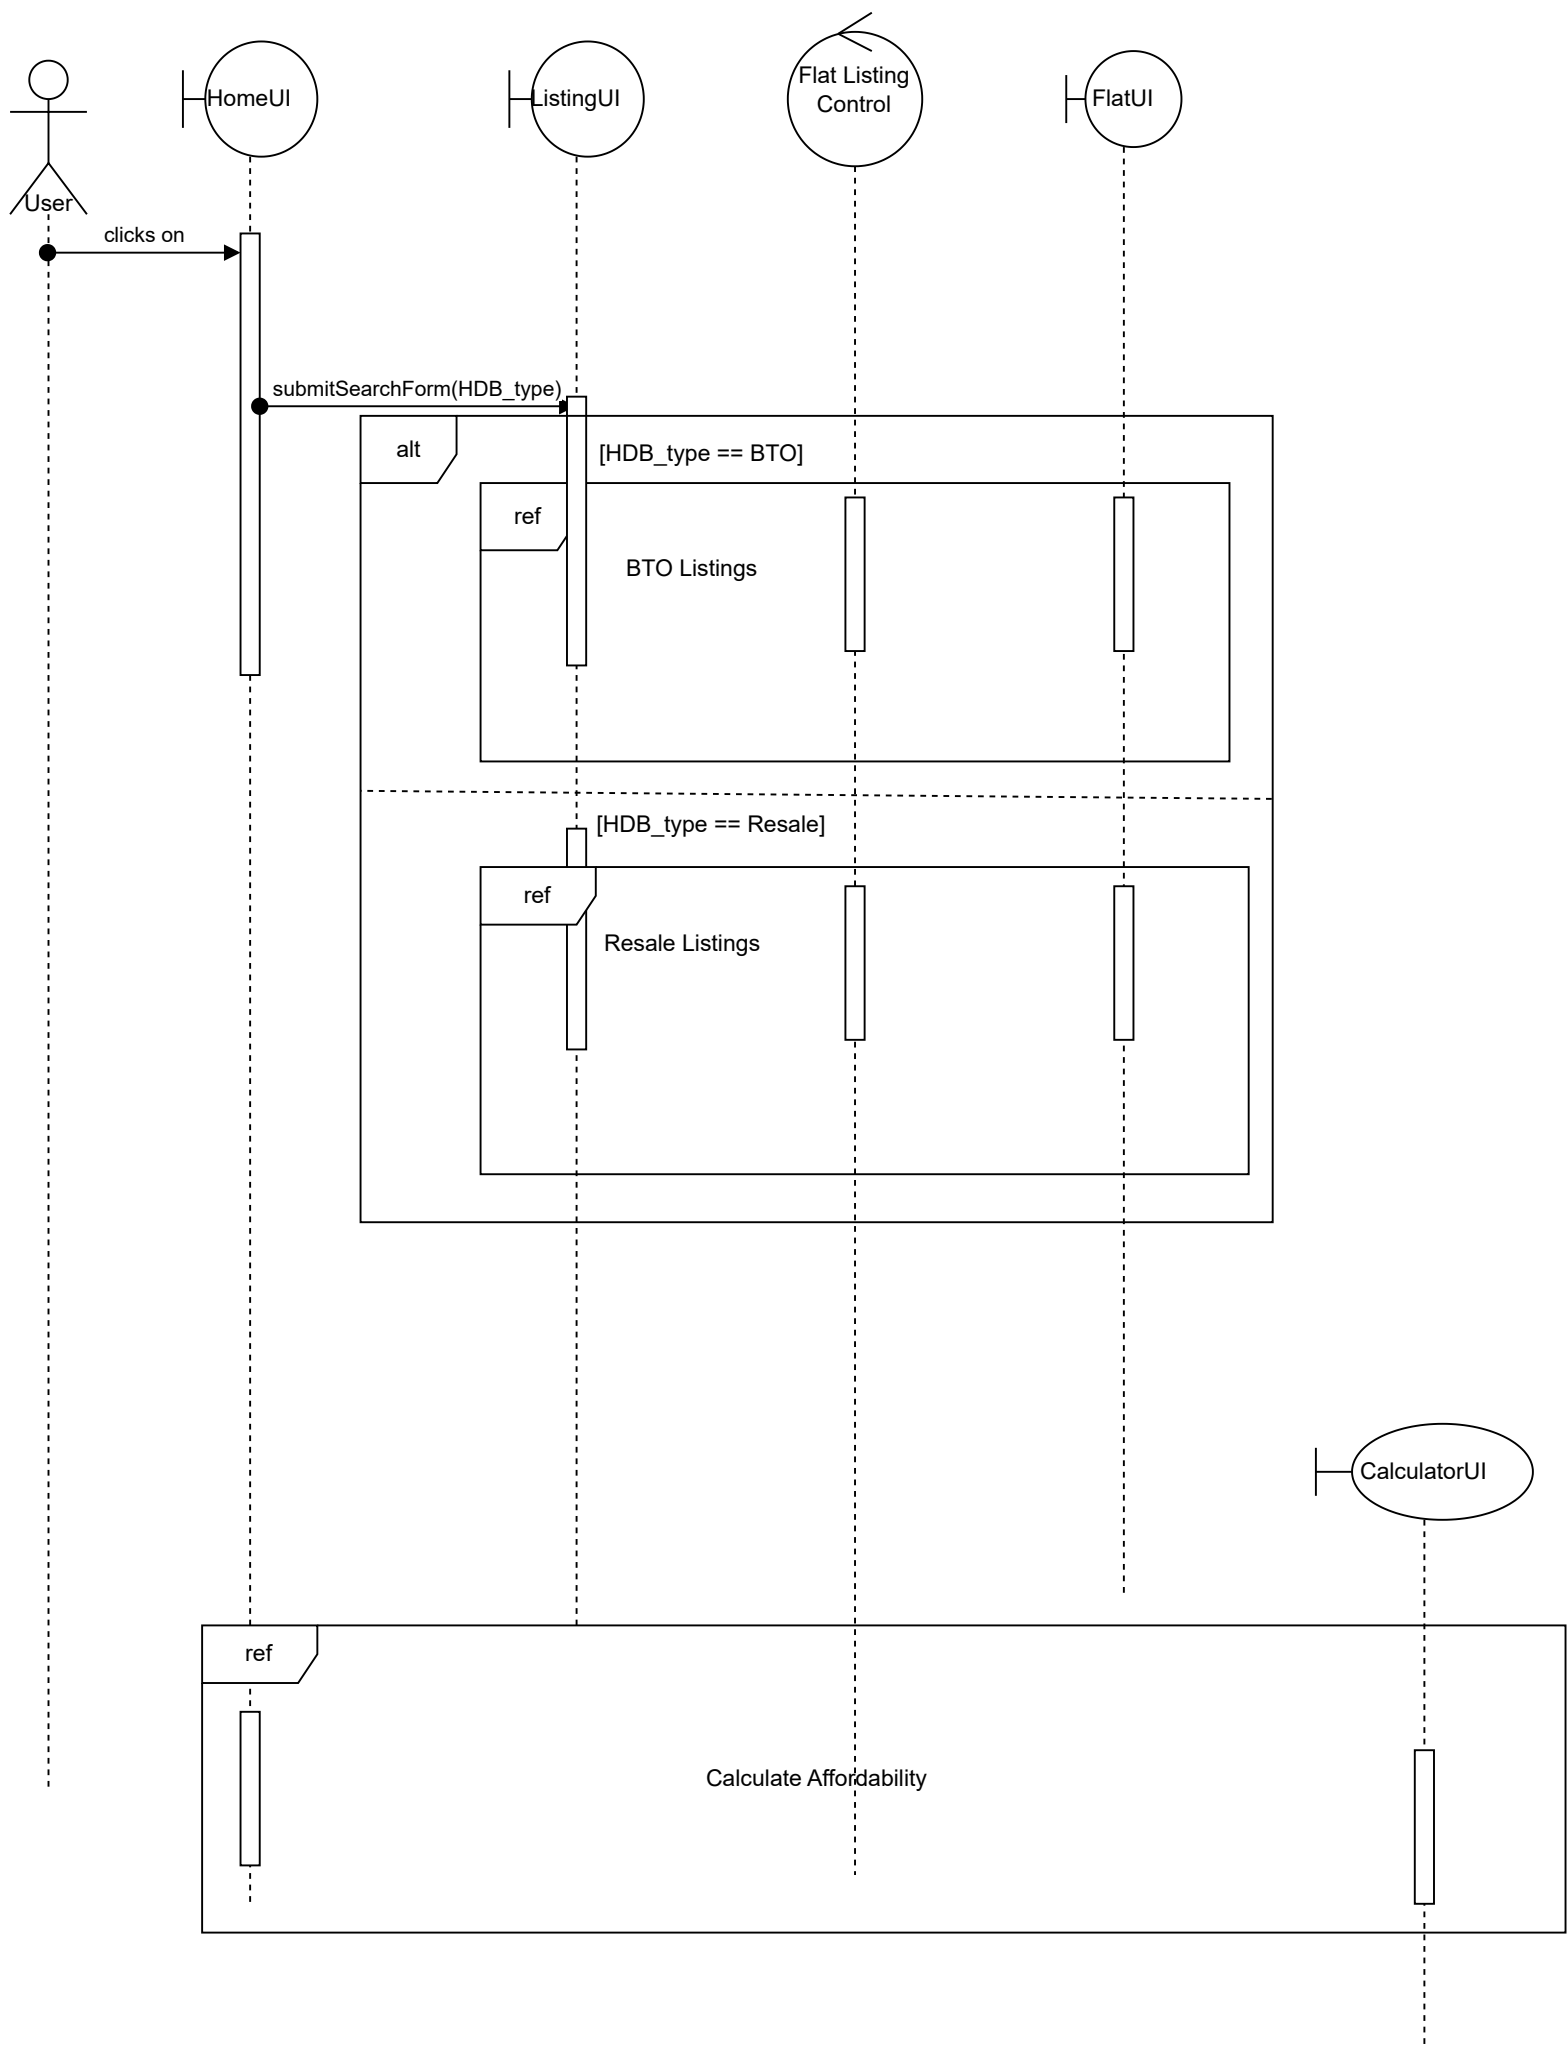 HomeUI
ListingUI
Flat Listing
Control
FlatUI
User
clicks on
submitSearchForm(HDB_type)
alt
[HDB_type == BTO]
ref
BTO Listings
[HDB_type == Resale]
ref
Resale Listings
CalculatorUI
ref
Calculate Affordability